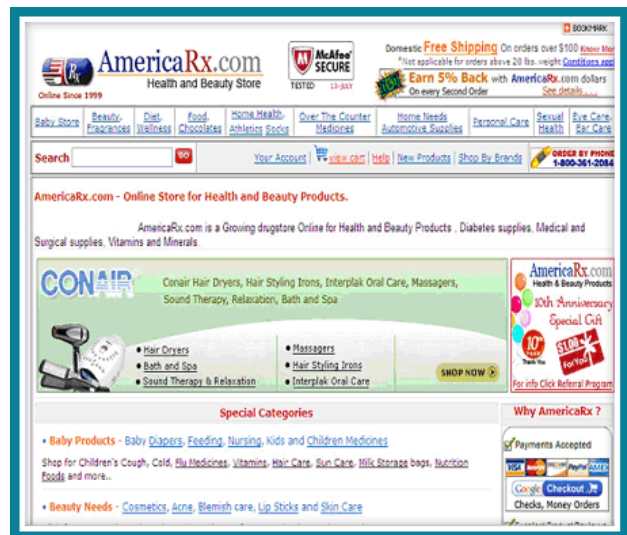 BOOKMARK
AmericaRx.com
Health and Beauty Store
Online Since 1999
McAfee
SECURE
TESTED 13-JULY
Domestic Free Shipping On orders over $100 Know Mor
*Not applicable for orders above 20 lbs. weight Conditions appl
Earn 5% Back with AmericaRx.com dollars
On every Second Order See details.....
Baby Store
Beauty, Fragrances
Diet, Wellness
Food, Chocolates
Home Health, Athletics Socks
Over The Counter Medicines
Home Needs Automotive Supplies
Personal Care
Sexual Health
Eye Care, Ear Care
Search GO Your Account view cart Help New Products Shop By Brands ORDER BY PHONE 1-800-361-2084
AmericaRx.com - Online Store for Health and Beauty Products.
AmericaRx.com is a Growing drugstore Online for Health and Beauty Products , Diabetes supplies, Medical and
Surgical supplies, Vitamins and Minerals.
CONAIR
Conair Hair Dryers, Hair Styling Irons, Interplak Oral Care, Massagers,
Sound Therapy, Relaxation, Bath and Spa
• Hair Dryers
• Bath and Spa
• Sound Therapy & Relaxation
• Massagers
• Hair Styling Irons
• Interplak Oral Care
SHOP NOW
AmericaRx.com
Health & Beauty Products
10th Anniversary
Special Gift
10th
Thank You
$1.00
For You
For info Click Referral Program
Special Categories
• Baby Products - Baby Diapers, Feeding, Nursing, Kids and Children Medicines
Shop for Children's Cough, Cold, Flu Medicines, Vitamins, Hair Care, Sun Care, Milk Storage bags, Nutrition
Foods and more..
• Beauty Needs - Cosmetics, Acne, Blemish care, Lip Sticks and Skin Care
Why AmericaRx ?
Payments Accepted
VISA PayPal AMEX
Google Checkout
Checks, Money Orders